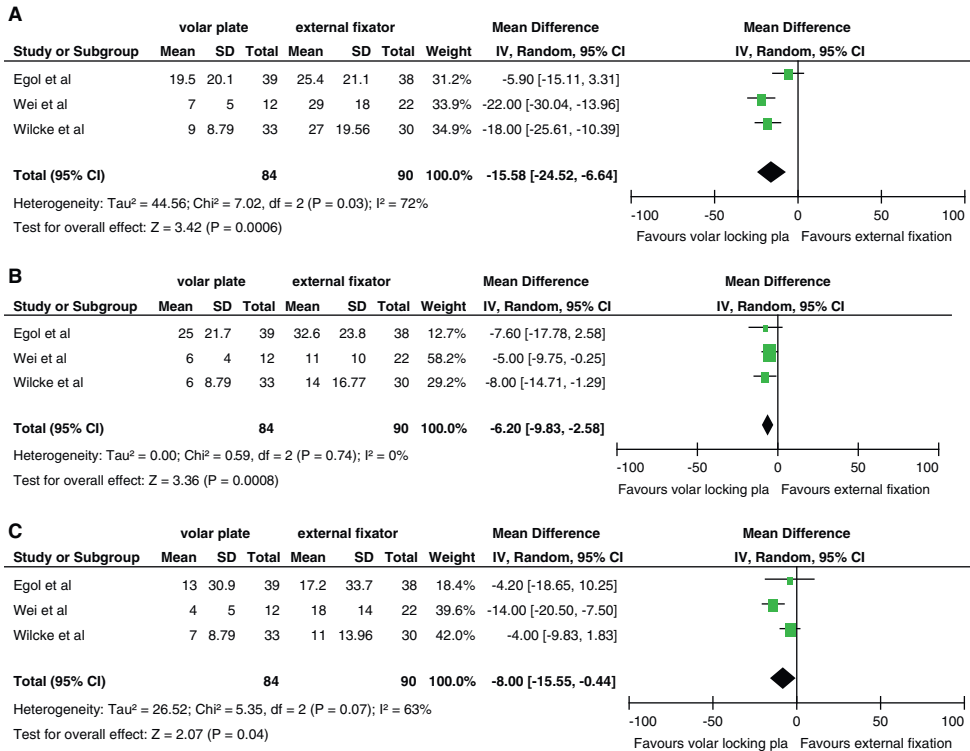 A
volar plate external fixator Mean Difference Mean Difference
Study or Subgroup Mean SD Total Mean SD Total Weight IV, Random, 95% CI IV, Random, 95% CI
Egol et al 19.5 20.1 39 25.4 21.1 38 31.2% -5.90 [-15.11, 3.31]
Wei et al 7 5 12 29 18 22 33.9% -22.00 [-30.04, -13.96]
Wilcke et al 9 8.79 33 27 19.56 30 34.9% -18.00 [-25.61, -10.39]
Total (95% CI) 84 90 100.0% -15.58 [-24.52, -6.64]
Heterogeneity: Tau² = 44.56; Chi² = 7.02, df = 2 (P = 0.03); I² = 72%
Test for overall effect: Z = 3.42 (P = 0.0006)
-100 -50 0 50 100
Favours volar locking pla Favours external fixation
B
volar plate external fixator Mean Difference Mean Difference
Study or Subgroup Mean SD Total Mean SD Total Weight IV, Random, 95% CI IV, Random, 95% CI
Egol et al 25 21.7 39 32.6 23.8 38 12.7% -7.60 [-17.78, 2.58]
Wei et al 6 4 12 11 10 22 58.2% -5.00 [-9.75, -0.25]
Wilcke et al 6 8.79 33 14 16.77 30 29.2% -8.00 [-14.71, -1.29]
Total (95% CI) 84 90 100.0% -6.20 [-9.83, -2.58]
Heterogeneity: Tau² = 0.00; Chi² = 0.59, df = 2 (P = 0.74); I² = 0%
Test for overall effect: Z = 3.36 (P = 0.0008)
-100 -50 0 50 100
Favours volar locking pla Favours external fixation
C
volar plate external fixator Mean Difference Mean Difference
Study or Subgroup Mean SD Total Mean SD Total Weight IV, Random, 95% CI IV, Random, 95% CI
Egol et al 13 30.9 39 17.2 33.7 38 18.4% -4.20 [-18.65, 10.25]
Wei et al 4 5 12 18 14 22 39.6% -14.00 [-20.50, -7.50]
Wilcke et al 7 8.79 33 11 13.96 30 42.0% -4.00 [-9.83, 1.83]
Total (95% CI) 84 90 100.0% -8.00 [-15.55, -0.44]
Heterogeneity: Tau² = 26.52; Chi² = 5.35, df = 2 (P = 0.07); I² = 63%
Test for overall effect: Z = 2.07 (P = 0.04)
-100 -50 0 50 100
Favours volar locking pla Favours external fixation